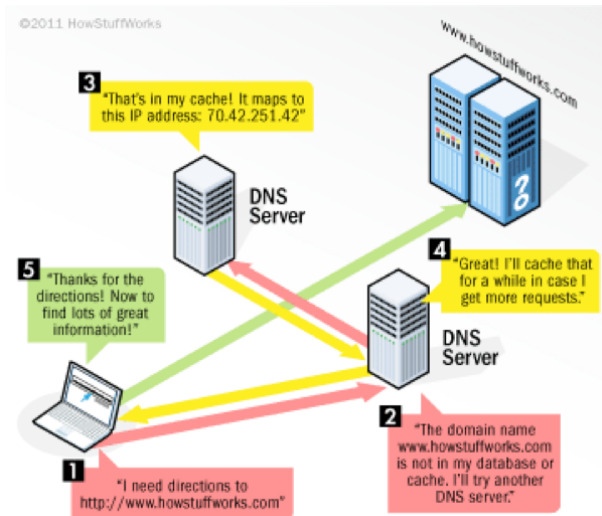 ©2011 HowStuffWorks
www.howstuffworks.com
3
"That's in my cache! It maps to
this IP address: 70.42.251.42"
DNS
Server
4
"Great! I'll cache that
for a while in case I
get more requests."
5
"Thanks for the
directions! Now to
find lots of great
information!"
DNS
Server
2
"The domain name
www.howstuffworks.com
is not in my database or
cache. I'll try another
DNS server."
1
"I need directions to
http://www.howstuffworks.com"
?